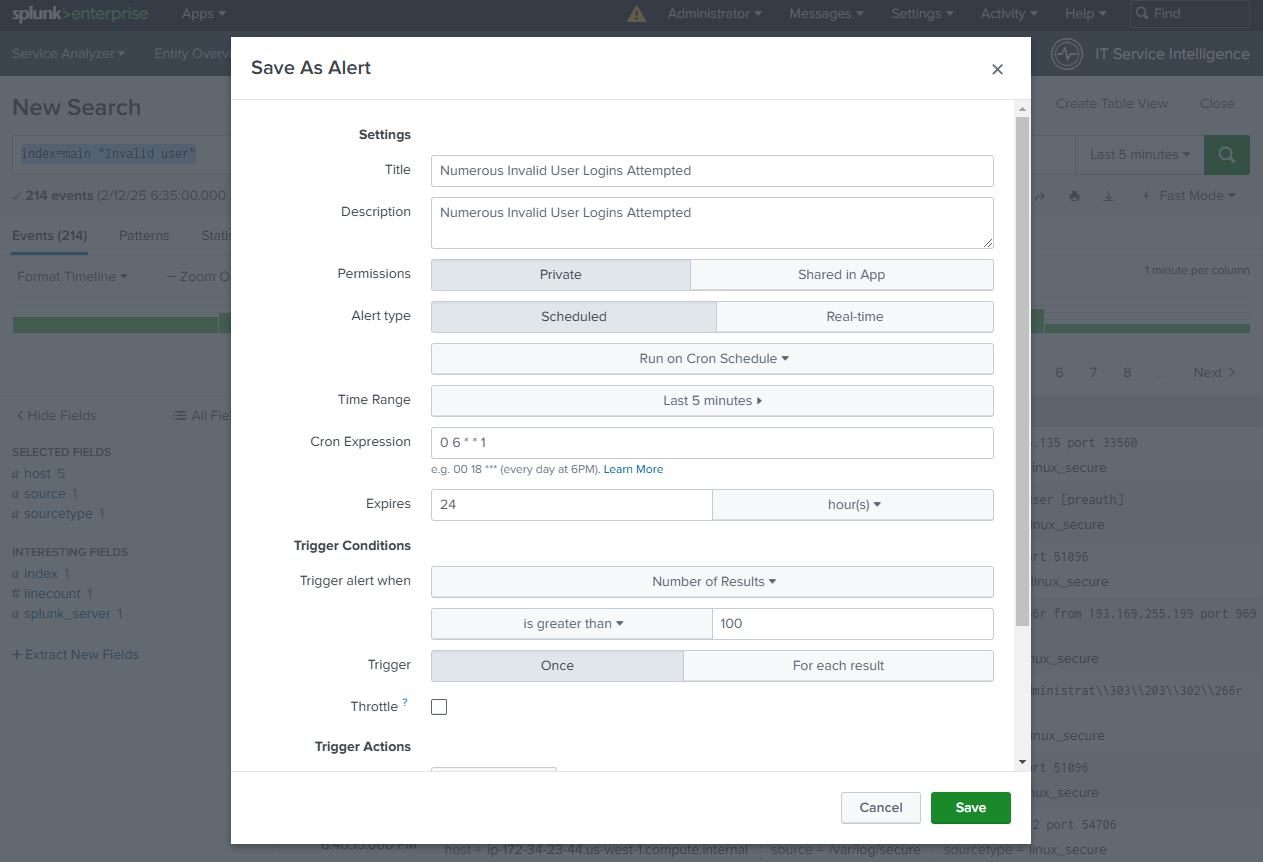 splunk>enterprise Apps Administrator Messages Settings Activity Help Find
Service Analyzer Entity Overv IT Service Intelligence
Save As Alert
New Search Create Table View Close
index=main "Invalid user" Last 5 minutes
214 events (2/12/25 6:35:00.000 Fast Mode
Events (214) Patterns Statis
Format Timeline — Zoom O 1 minute per column
6 7 8 ... Next
Hide Fields All Fie
SELECTED FIELDS
a host 5
a source 1
a sourcetype 1
INTERESTING FIELDS
a index 1
# linecount 1
a splunk_server 1
+ Extract New Fields
Settings
Title Numerous Invalid User Logins Attempted
Description Numerous Invalid User Logins Attempted
Permissions Private Shared in App
Alert type Scheduled Real-time
Run on Cron Schedule
Time Range Last 5 minutes
Cron Expression 0 6 * * 1
e.g. 00 18 *** (every day at 6PM). Learn More
Expires 24 hour(s)
Trigger Conditions
Trigger alert when Number of Results
is greater than 100
Trigger Once For each result
Throttle ?
Trigger Actions
Cancel Save
.135 port 33560
linux_secure
ser [preauth]
linux_secure
rt 51096
linux_secure
6r from 193.169.255.199 port 969
nux_secure
ministrat\\303\\203\\302\\266r
inux_secure
rt 51096
nux_secure
2 port 54706
6:40:15.000 PM
host = ip-172-34-23-44.us-west-1.compute.internal source = /var/log/secure sourcetype = linux_secure